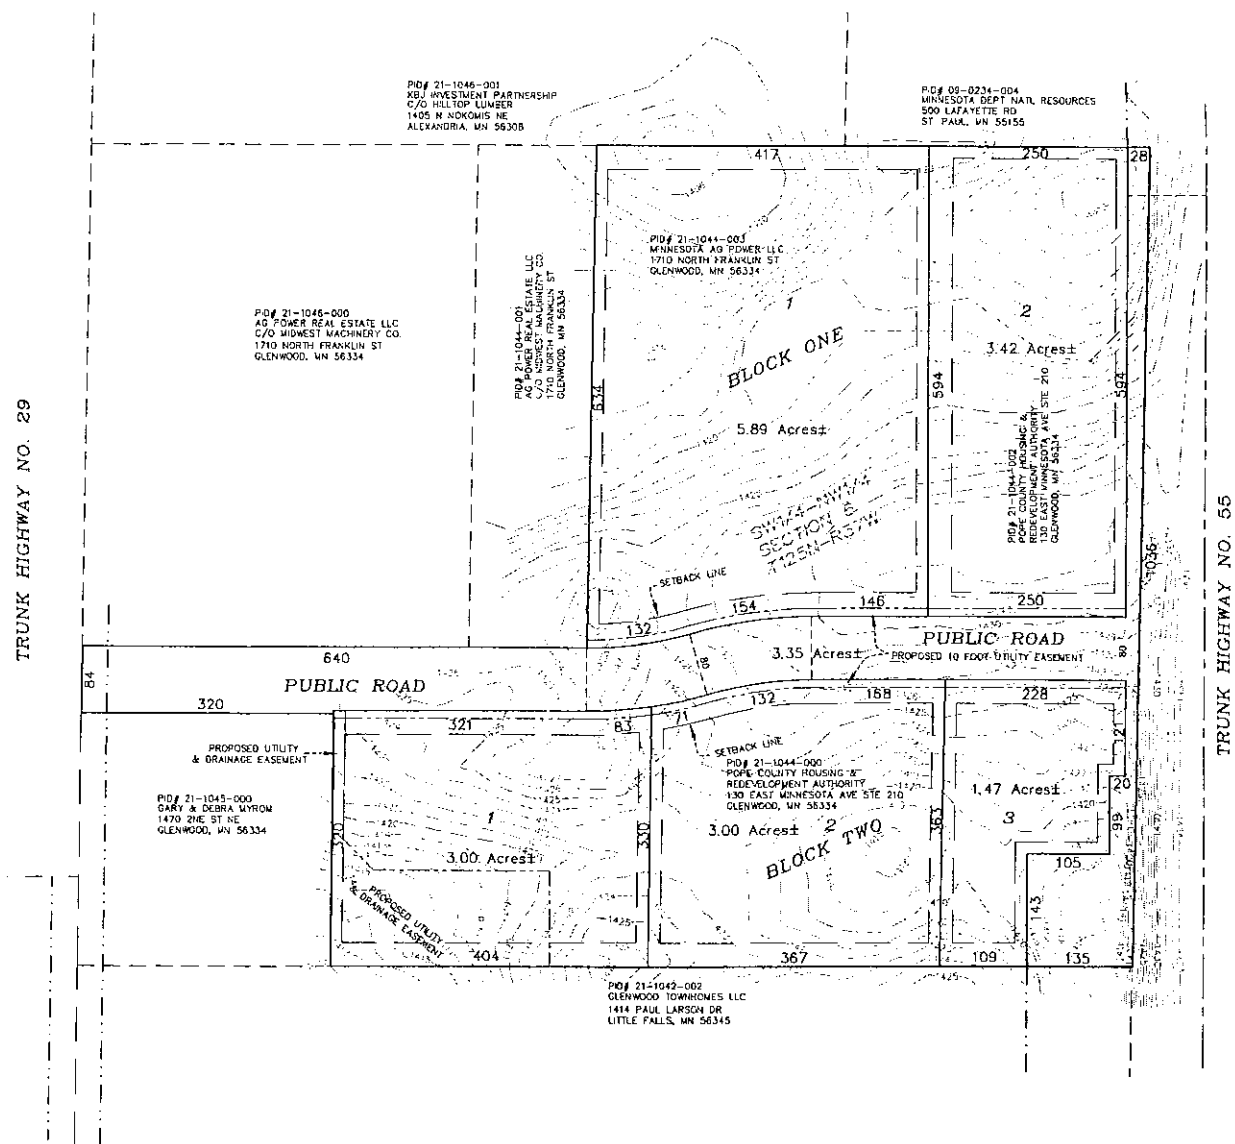 PID# 21-1046-001
KBJ INVESTMENT PARTNERSHIP
C/O HILLTOP LUMBER
1405 N NOKOMIS NE
ALEXANDRIA, MN 56308
PID# 09-0234-004
MINNESOTA DEPT NATL RESOURCES
500 LAFAYETTE RD
ST PAUL, MN 55155
417
250
28
PID# 21-1044-003
MINNESOTA AG POWER LLC
1710 NORTH FRANKLIN ST
GLENWOOD, MN 56334
PID# 21-1044-001
AG POWER REAL ESTATE LLC
C/O MIDWEST MACHINERY CO.
1710 NORTH FRANKLIN ST
GLENWOOD, MN 56334
PID# 21-1046-000
AG POWER REAL ESTATE LLC
C/O MIDWEST MACHINERY CO.
1710 NORTH FRANKLIN ST
GLENWOOD, MN 56334
1
BLOCK ONE
5.89 Acres±
2
3.42 Acres±
634
594
594
PID# 21-1044-002
POPE COUNTY HOUSING &
REDEVELOPMENT AUTHORITY
130 EAST MINNESOTA AVE STE 210
GLENWOOD, MN 56334
TRUNK HIGHWAY NO. 29
TRUNK HIGHWAY NO. 55
SW1/4-NW1/4
SECTION 6
T125N-R37W
1036
SETBACK LINE
132
154
146
250
PUBLIC ROAD
3.35 Acres±
PROPOSED 10 FOOT UTILITY EASEMENT
80
80
640
84
PUBLIC ROAD
320
321
83
71
132
168
228
121
PROPOSED UTILITY
& DRAINAGE EASEMENT
SETBACK LINE
PID# 21-1044-000
POPE COUNTY HOUSING &
REDEVELOPMENT AUTHORITY
130 EAST MINNESOTA AVE STE 210
GLENWOOD, MN 56334
PID# 21-1045-000
GARY & DEBRA MYROM
1470 2NE ST NE
GLENWOOD, MN 56334
1
3.00 Acres±
320
330
3.00 Acres±
2
BLOCK TWO
363
1.47 Acres±
3
20
99
105
143
PROPOSED UTILITY
& DRAINAGE EASEMENT
404
367
109
135
PID# 21-1042-002
GLENWOOD TOWNHOMES LLC
1414 PAUL LARSON DR
LITTLE FALLS, MN 56345